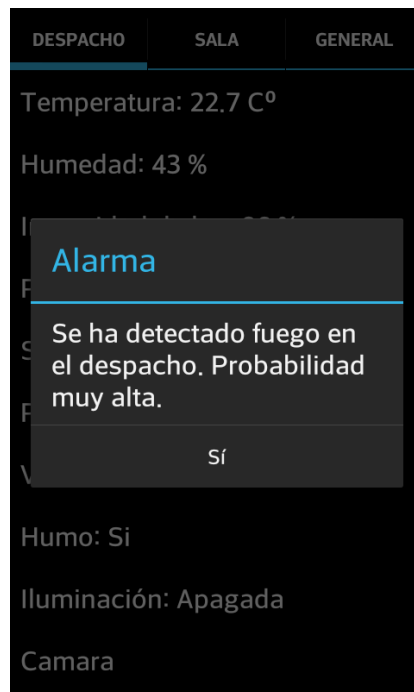 DESPACHO SALA GENERAL
Temperatura: 22.7 Cº
Humedad: 43 %
Alarma
Se ha detectado fuego en
el despacho. Probabilidad
muy alta.
Sí
Humo: Si
Iluminación: Apagada
Camara